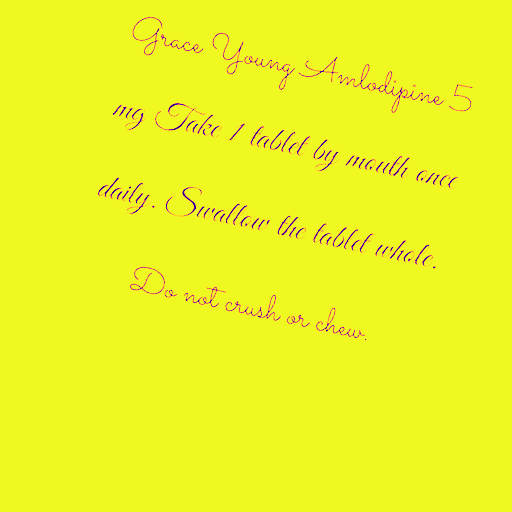 Grace Young Amlodipine 5
mg Take 1 tablet by mouth once
daily. Swallow the tablet whole.
Do not crush or chew.